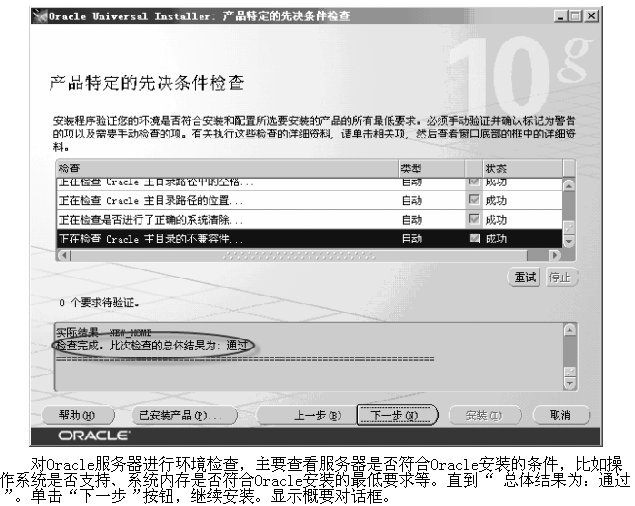 Oracle Universal Installer: 产品特定的先决条件检查
10g
产品特定的先决条件检查
安装程序验证您的环境是否符合安装和配置所选要安装的产品的所有最低要求。必须手动验证并确认标记为警告
的项以及需要手动检查的项。有关执行这些检查的详细资料, 请单击相关项, 然后查看窗口底部的框中的详细资
料。
检查 类型 状态
正在检查 Oracle 主目录路径中的空格... 自动 成功
正在检查 Oracle 主目录路径的位置... 自动 成功
正在检查是否进行了正确的系统清除... 自动 成功
正在检查 Oracle 主目录的不兼容性... 自动 成功
重试 停止
0 个要求待验证。
实际结果: NEW_HOME
检查完成. 此次检查的总体结果为: 通过
========================================================================
帮助(H) 已安装产品(P)... 上一步(B) 下一步(N) 安装(I) 取消
ORACLE
对Oracle服务器进行环境检查，主要查看服务器是否符合Oracle安装的条件，比如操
作系统是否支持、系统内存是否符合Oracle安装的最低要求等。直到“ 总体结果为: 通过
”。单击“下一步 ”按钮，继续安装。显示概要对话框。